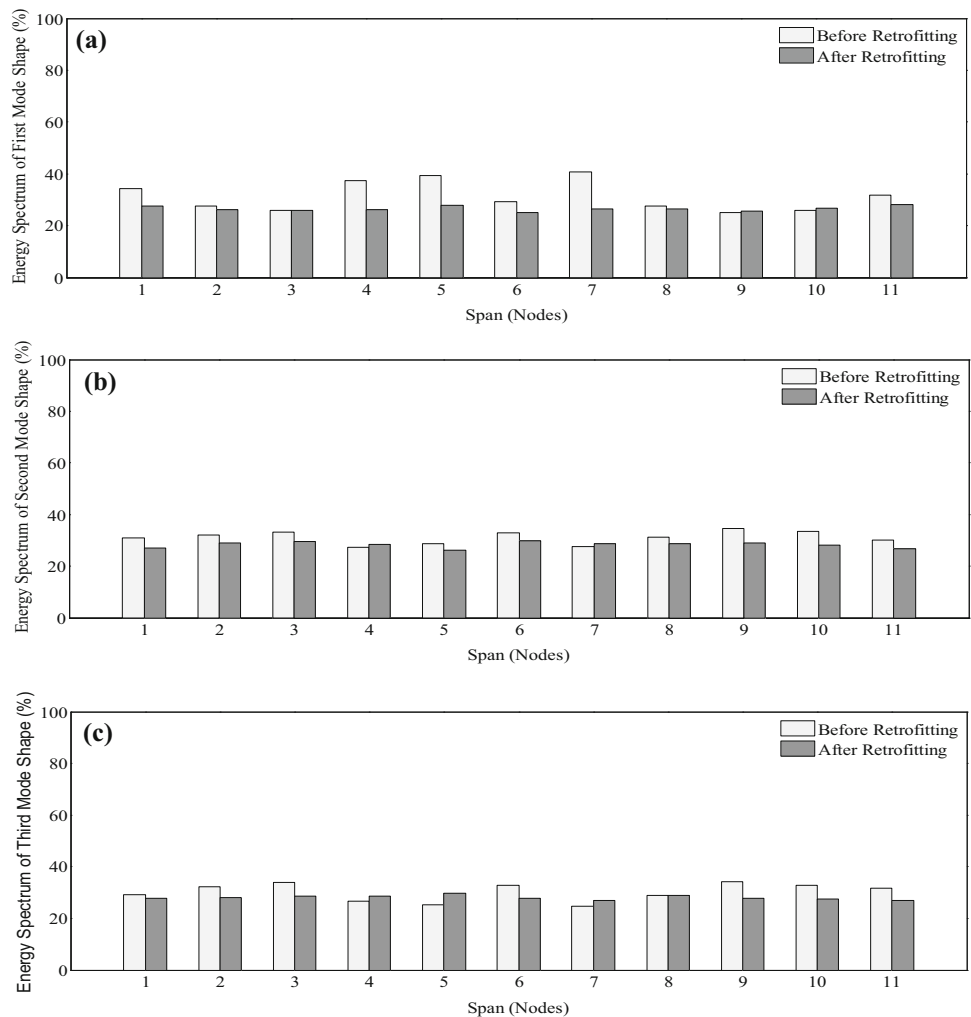 (a)
Energy Spectrum of First Mode Shape (%)
100
80
60
40
20
0
Before Retrofitting
After Retrofitting
1 2 3 4 5 6 7 8 9 10 11
Span (Nodes)
(b)
Energy Spectrum of Second Mode Shape (%)
100
80
60
40
20
0
Before Retrofitting
After Retrofitting
1 2 3 4 5 6 7 8 9 10 11
Span (Nodes)
(c)
Energy Spectrum of Third Mode Shape (%)
100
80
60
40
20
0
Before Retrofitting
After Retrofitting
1 2 3 4 5 6 7 8 9 10 11
Span (Nodes)